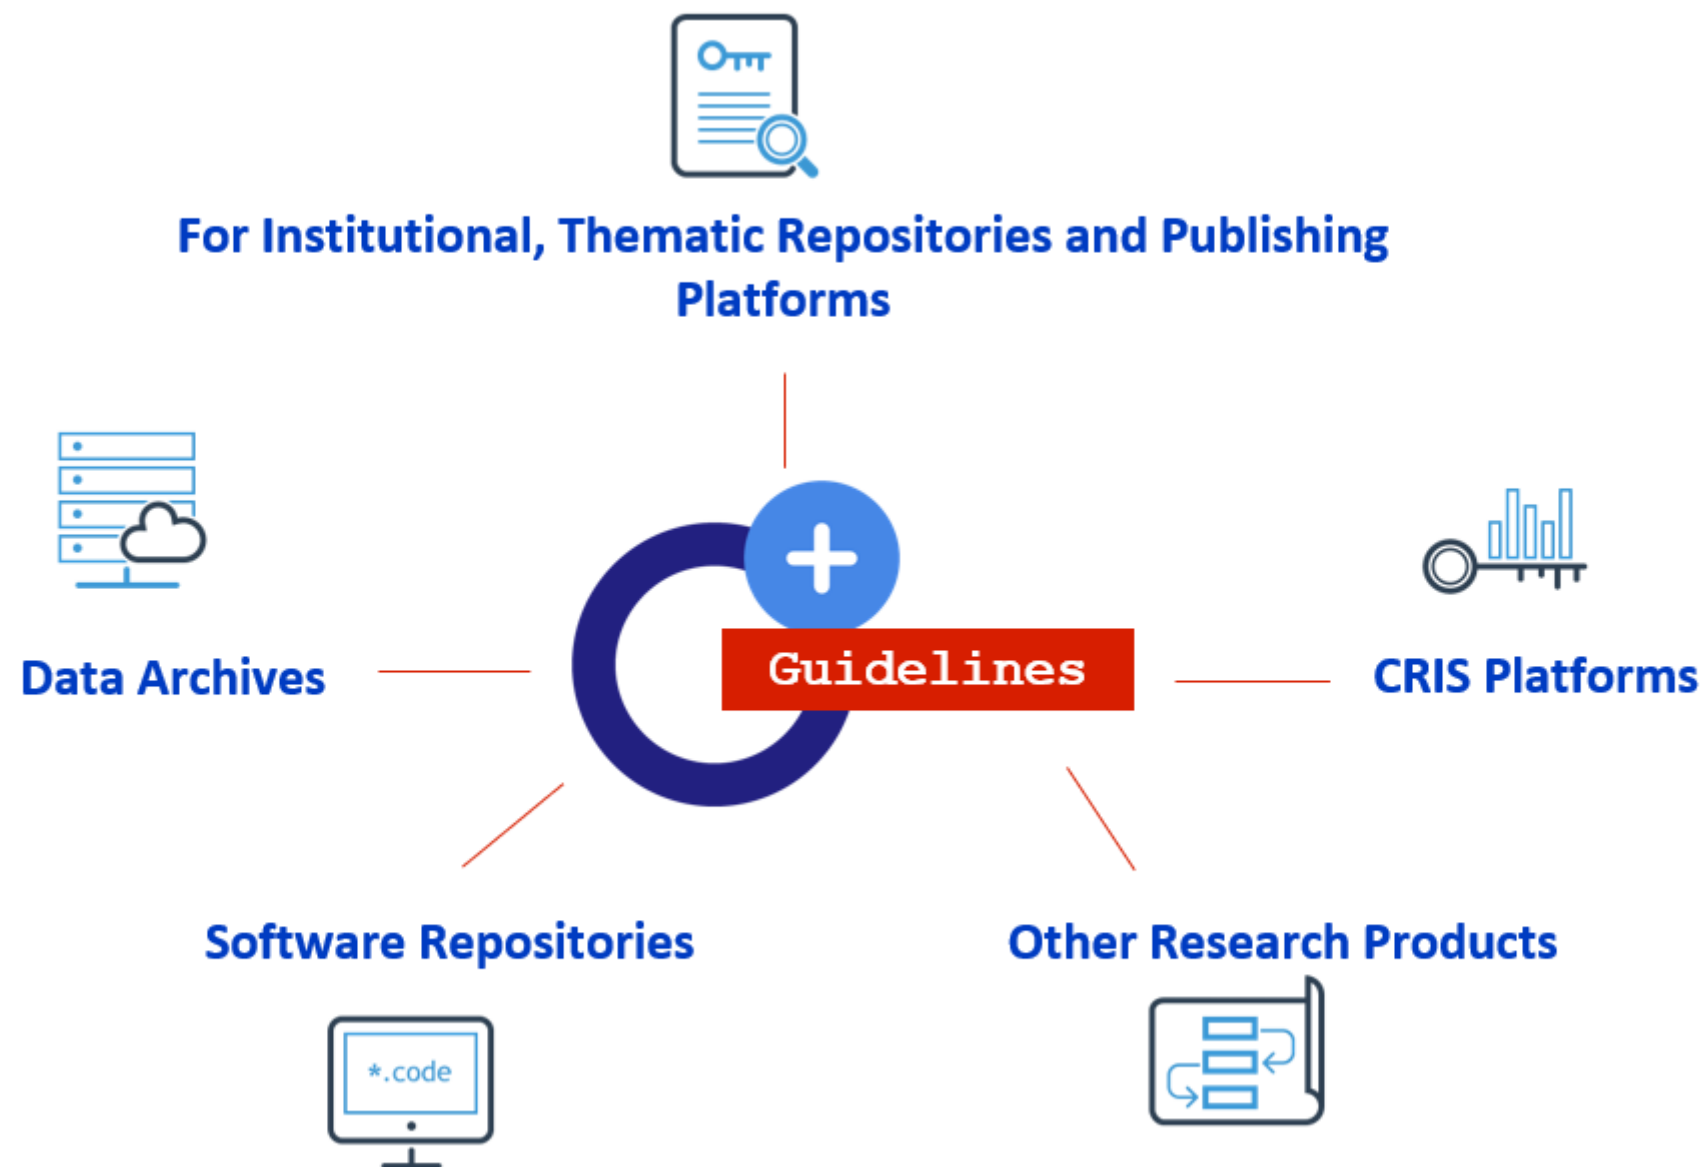 For Institutional, Thematic Repositories and Publishing
Platforms
Guidelines
Data Archives
CRIS Platforms
Software Repositories
Other Research Products
*.code